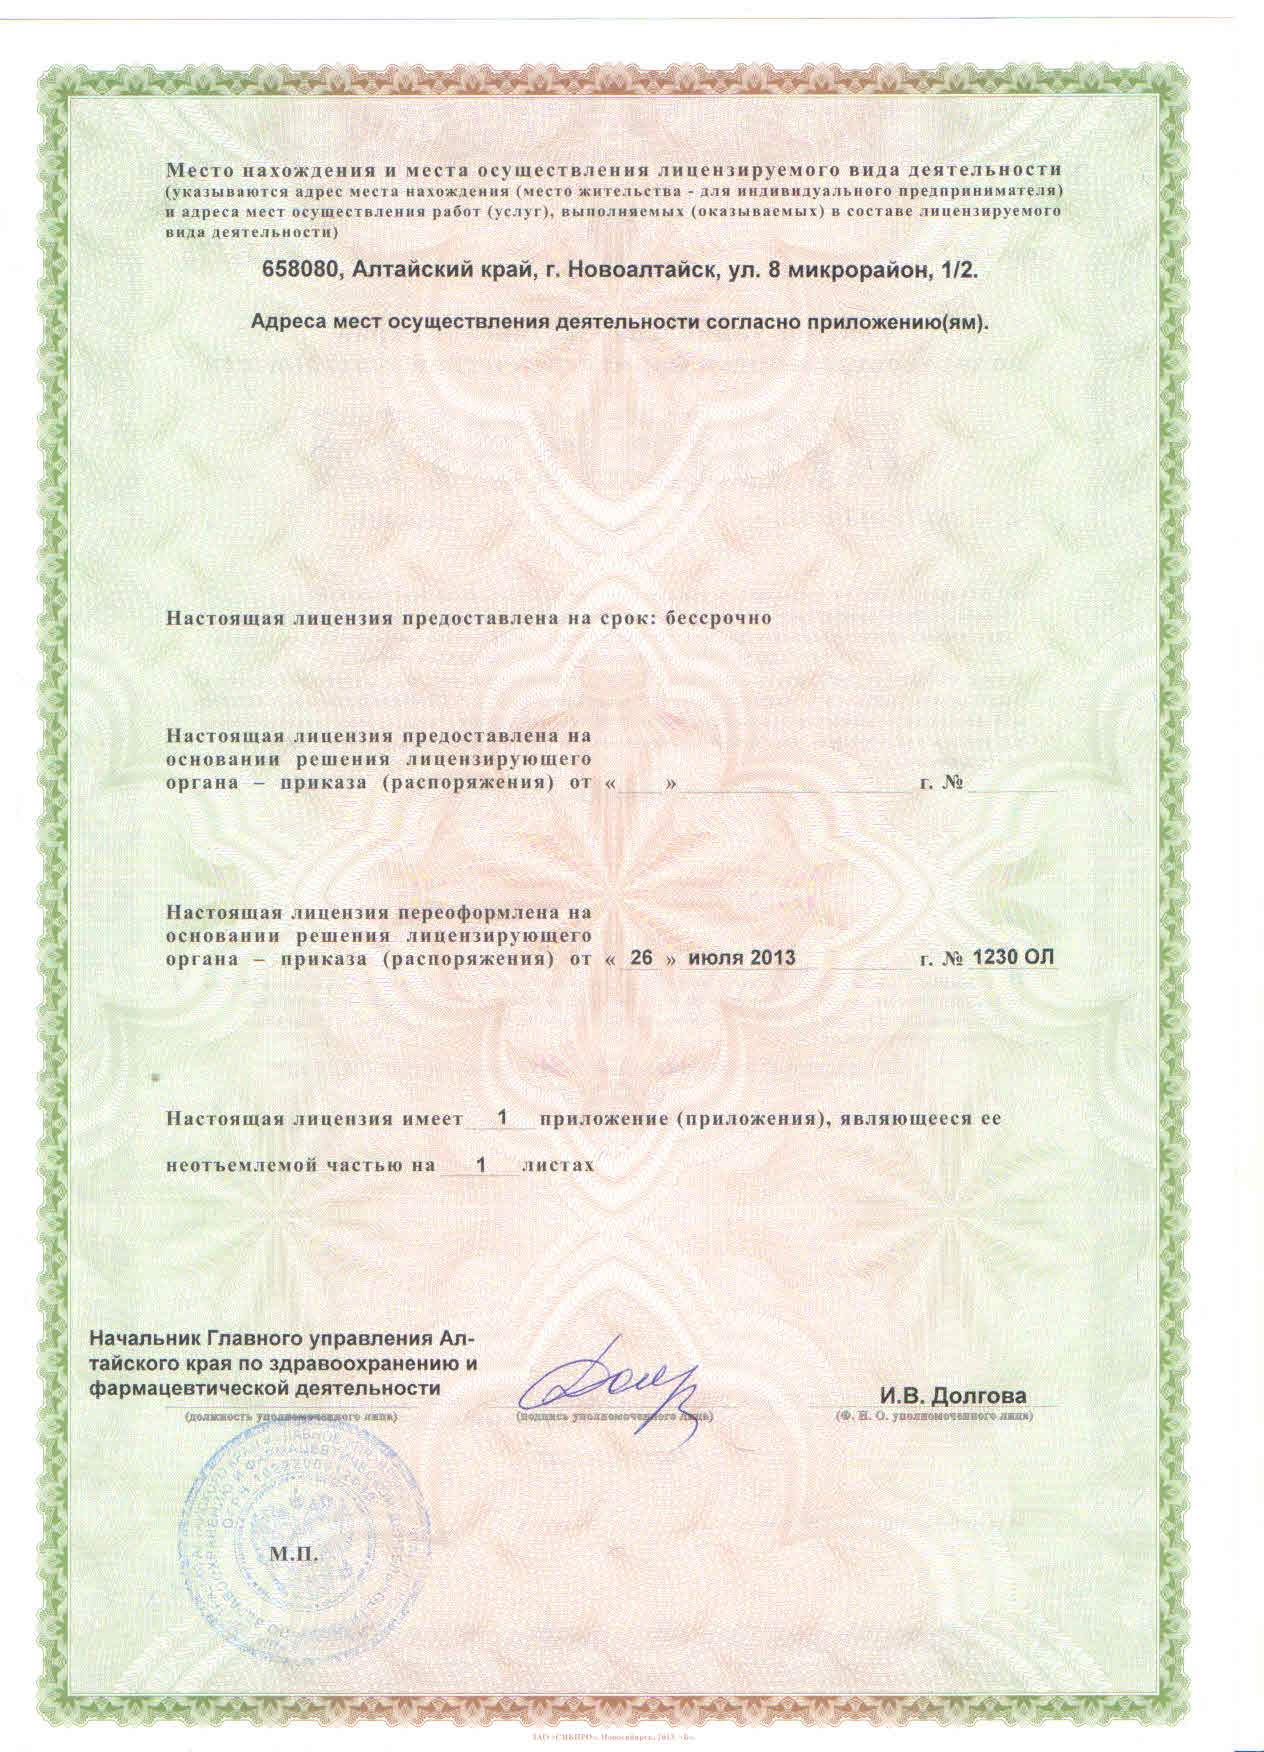 Место нахождения и места осуществления лицензируемого вида деятельности
(указываются адрес места нахождения (место жительства - для индивидуального предпринимателя)
и адреса мест осуществления работ (услуг), выполняемых (оказываемых) в составе лицензируемого
вида деятельности)
658080, Алтайский край, г. Новоалтайск, ул. 8 микрорайон, 1/2.
Адреса мест осуществления деятельности согласно приложению(ям).
Настоящая лицензия предоставлена на срок: бессрочно
Настоящая лицензия предоставлена на
основании решения лицензирующего
органа – приказа (распоряжения) от «___» ______ г. № ______
Настоящая лицензия переоформлена на
основании решения лицензирующего
органа – приказа (распоряжения) от « 26 » июля 2013 г. № 1230 ОЛ
Настоящая лицензия имеет 1 приложение (приложения), являющееся ее
неотъемлемой частью на 1 листах
Начальник Главного управления Ал-
тайского края по здравоохранению и
фармацевтической деятельности
И.В. Долгова
(должность уполномоченного лица) (подпись уполномоченного лица) (Ф. И. О. уполномоченного лица)
М.П.
ЗАО «СИБПРО», Новосибирск, 2013, «Б».